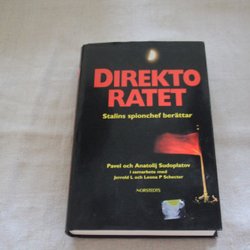 DIREKTO
RATET
Stalins spionchef berättar
Pavel och Anatolij Sudoplatov
i samarbete med
Jerrold L och Leona P Schecter
NORSTEDTS